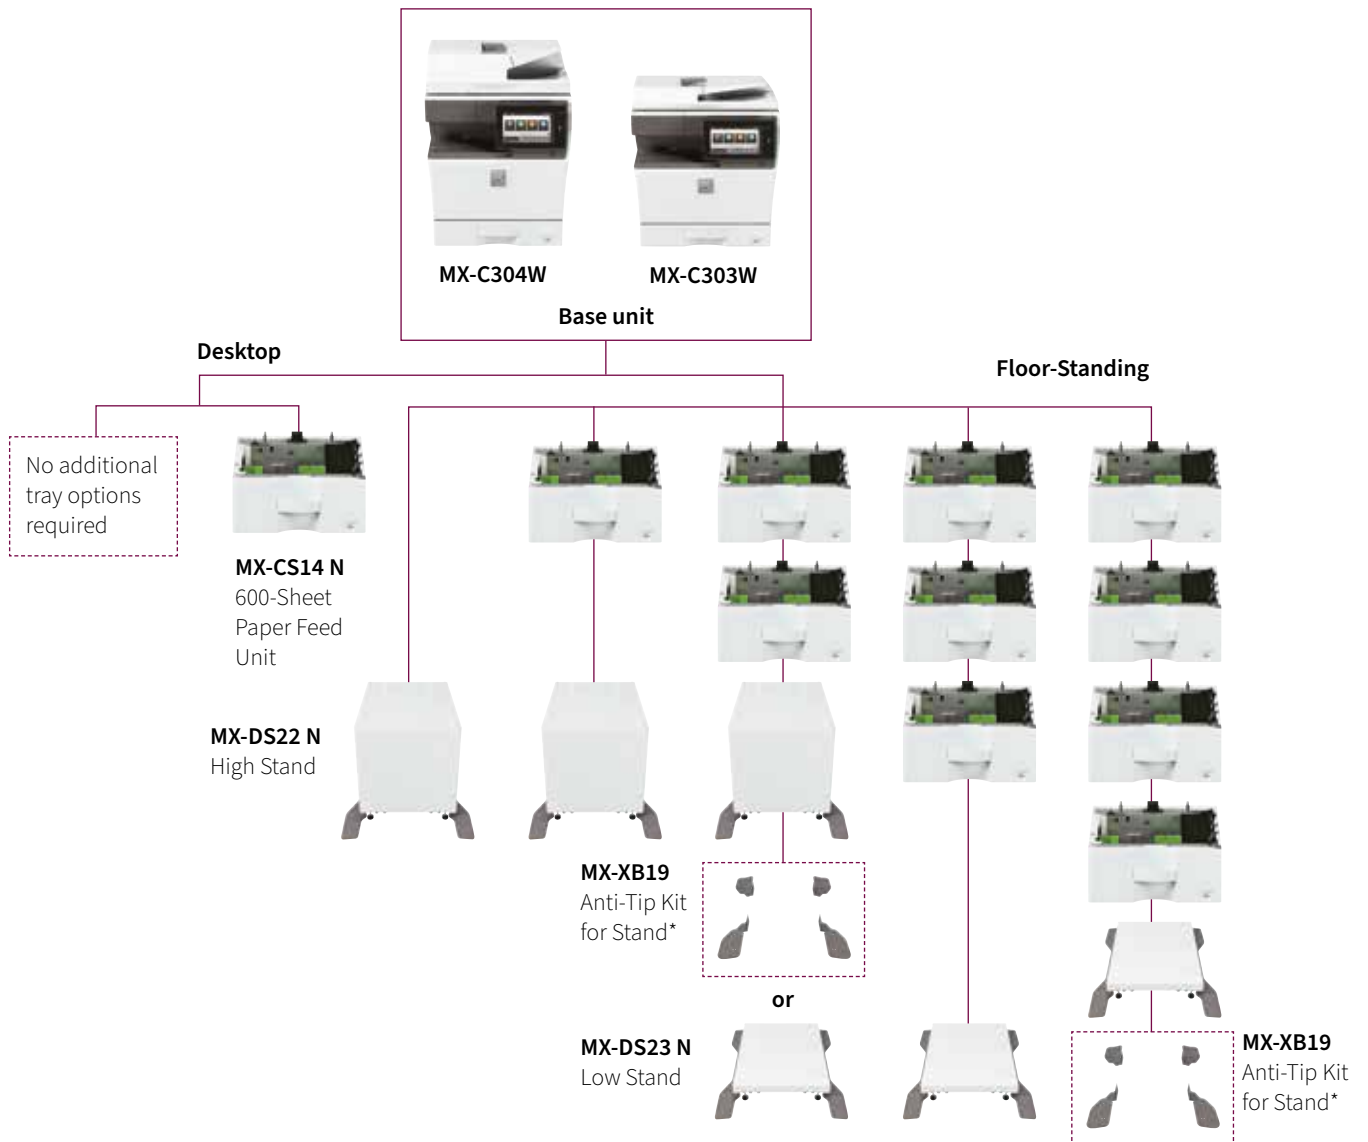 MX-C304W
MX-C303W
Base unit
Desktop
Floor-Standing
No additional
tray options
required
MX-CS14 N
600-Sheet
Paper Feed
Unit
MX-DS22 N
High Stand
MX-XB19
Anti-Tip Kit
for Stand*
or
MX-DS23 N
Low Stand
MX-XB19
Anti-Tip Kit
for Stand*